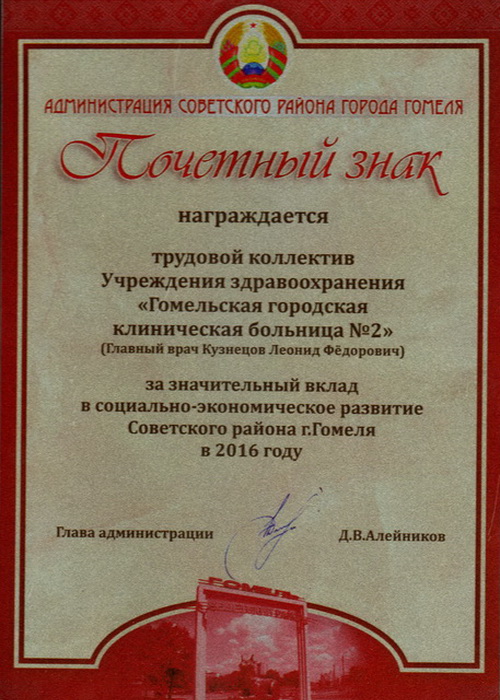 АДМИНИСТРАЦИЯ СОВЕТСКОГО РАЙОНА ГОРОДА ГОМЕЛЯ
Почетный знак
награждается
трудовой коллектив
Учреждения здравоохранения
«Гомельская городская
клиническая больница №2»
(Главный врач Кузнецов Леонид Фёдорович)
за значительный вклад
в социально-экономическое развитие
Советского района г.Гомеля
в 2016 году
Глава администрации Д.В.Алейников
ГОМЕЛЬ